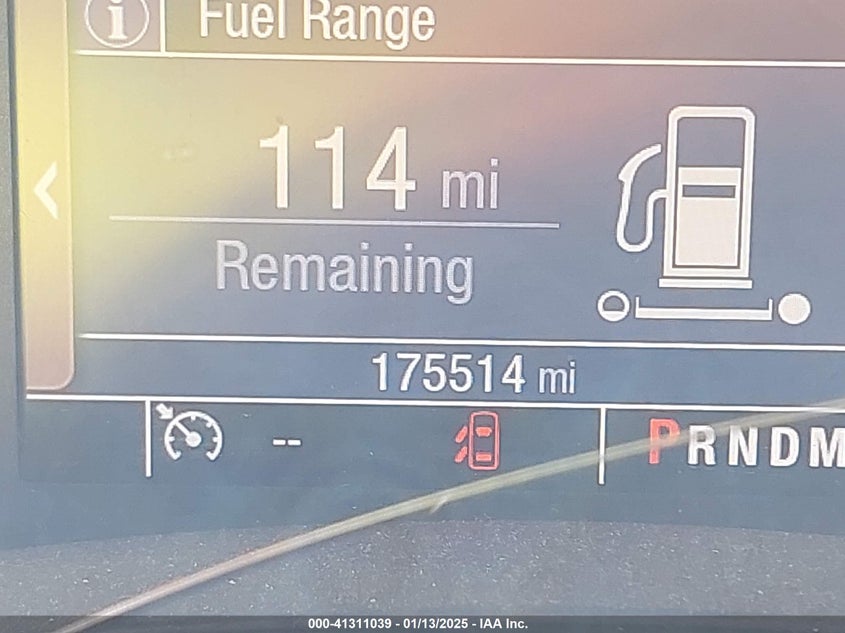 i Fuel Range
114 mi
Remaining
175514 mi
-- PRNDM
000-41311039 - 01/13/2025 - IAA Inc.